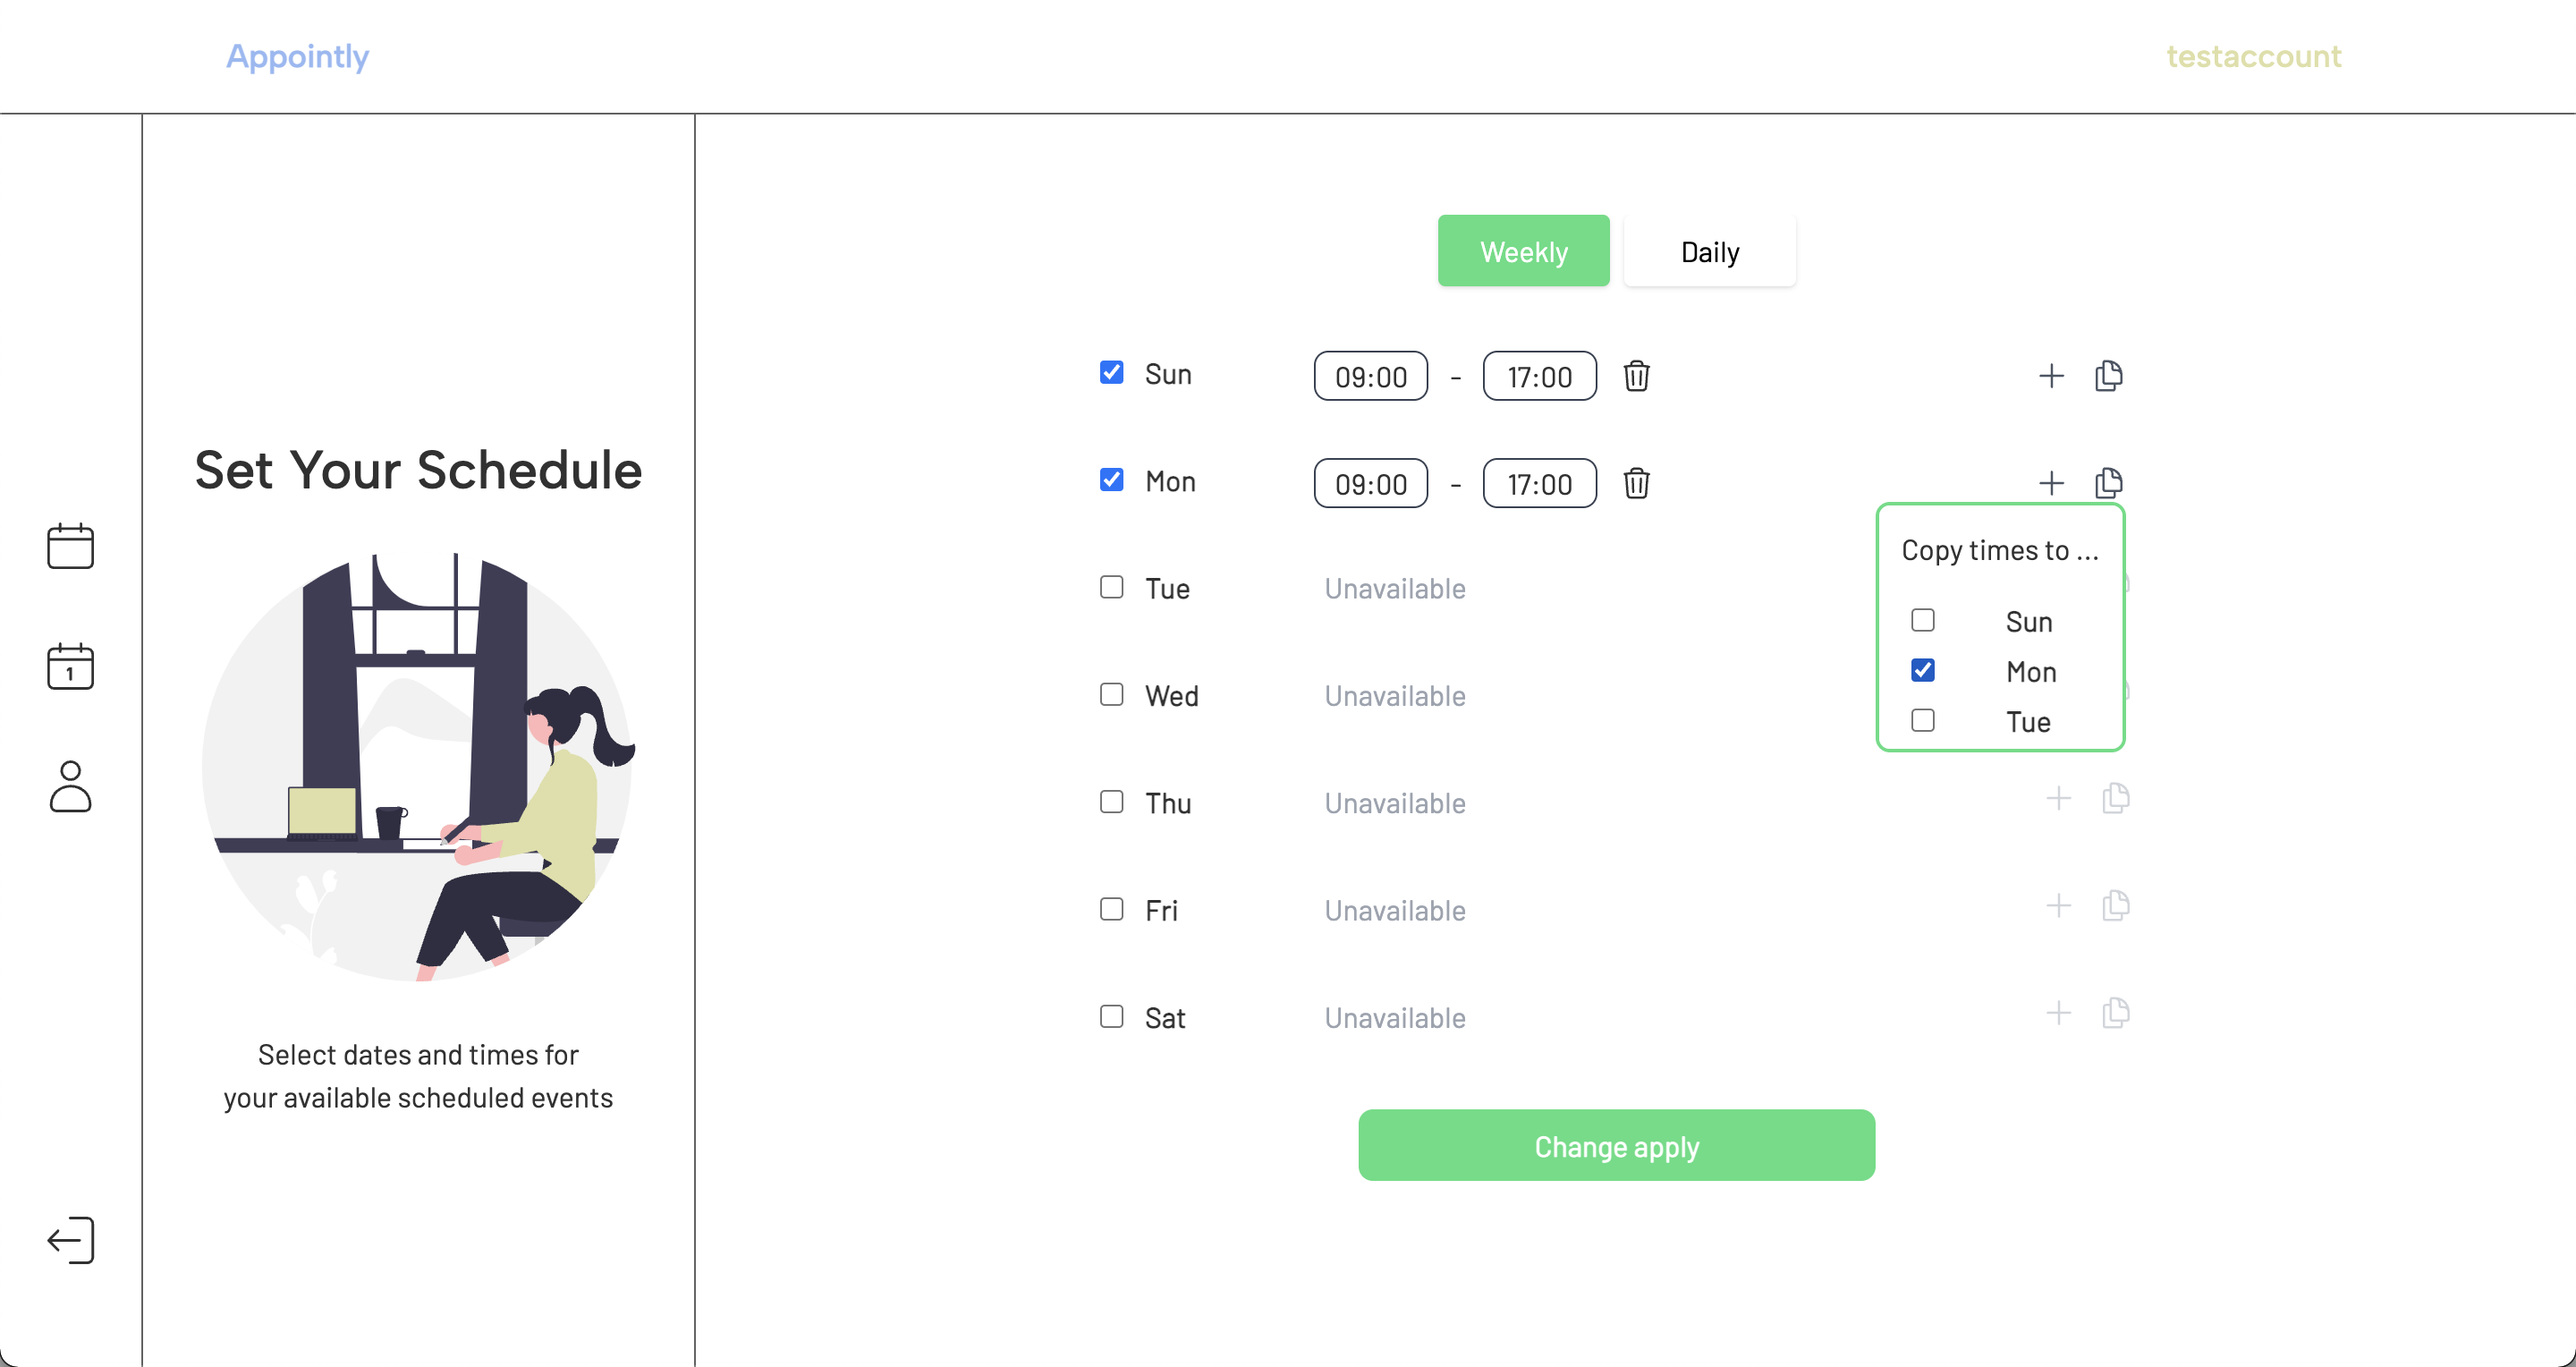 Appointly
testaccount
Set Your Schedule
1
Select dates and times for
your available scheduled events
Weekly
Daily
Sun 09:00 - 17:00
Mon 09:00 - 17:00
Tue Unavailable
Wed Unavailable
Thu Unavailable
Fri Unavailable
Sat Unavailable
Copy times to ...
Sun
Mon
Tue
Change apply